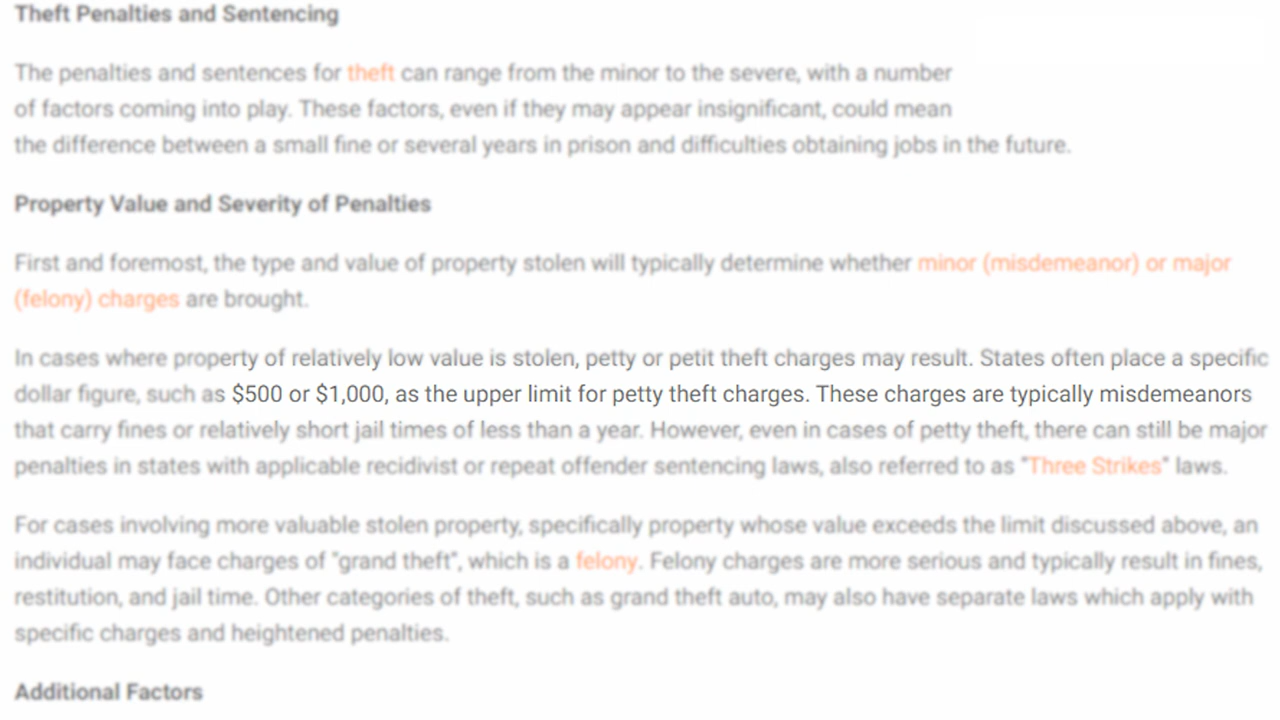 Theft Penalties and Sentencing
The penalties and sentences for theft can range from the minor to the severe, with a number
of factors coming into play. These factors, even if they may appear insignificant, could mean
the difference between a small fine or several years in prison and difficulties obtaining jobs in the future.
Property Value and Severity of Penalties
First and foremost, the type and value of property stolen will typically determine whether minor (misdemeanor) or major
(felony) charges are brought.
In cases where property of relatively low value is stolen, petty or petit theft charges may result. States often place a specific
dollar figure, such as $500 or $1,000, as the upper limit for petty theft charges. These charges are typically misdemeanors
that carry fines or relatively short jail times of less than a year. However, even in cases of petty theft, there can still be major
penalties in states with applicable recidivist or repeat offender sentencing laws, also referred to as "Three Strikes" laws.
For cases involving more valuable stolen property, specifically property whose value exceeds the limit discussed above, an
individual may face charges of "grand theft", which is a felony. Felony charges are more serious and typically result in fines,
restitution, and jail time. Other categories of theft, such as grand theft auto, may also have separate laws which apply with
specific charges and heightened penalties.
Additional Factors